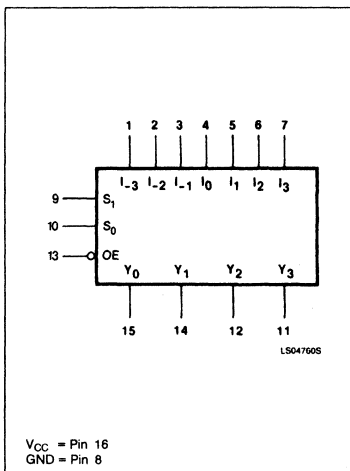 1 2 3 4 5 6 7
I-3 I-2 I-1 I0 I1 I2 I3
9 S1
10 S0
13 OE
Y0 Y1 Y2 Y3
15 14 12 11
LS04760S
VCC = Pin 16
GND = Pin 8